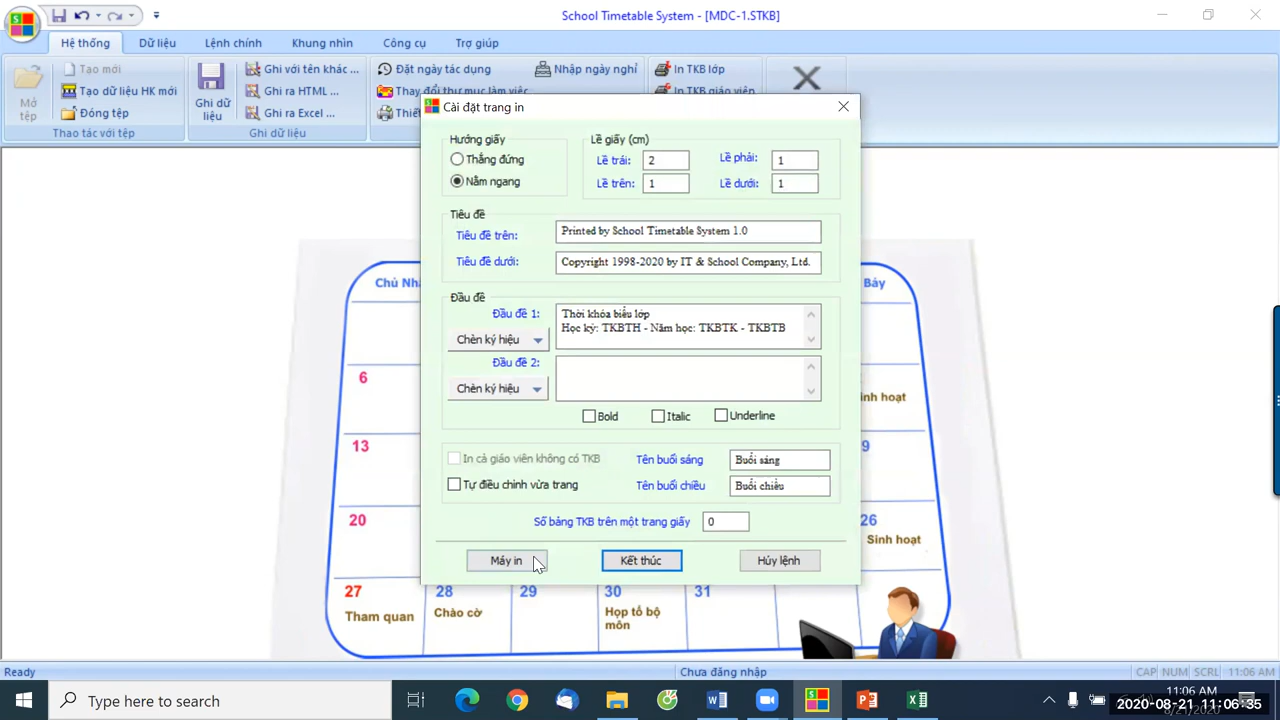 School Timetable System - [MDC-1.STKB]
Hệ thống Dữ liệu Lệnh chính Khung nhìn Công cụ Trợ giúp
Mở tệp
Tạo mới
Tạo dữ liệu HK mới
Đóng tệp
Thao tác với tệp
Ghi dữ liệu
Ghi với tên khác ...
Ghi ra HTML ...
Ghi ra Excel ...
Ghi dữ liệu
Đặt ngày tác dụng
Thay đổi thư mục làm việc
Thiết
Nhập ngày nghỉ
In TKB lớp
In TKB giáo viên
Cài đặt trang in
Hướng giấy
Thẳng đứng
Nằm ngang
Lề giấy (cm)
Lề trái: 2 Lề phải: 1
Lề trên: 1 Lề dưới: 1
Tiêu đề
Tiêu đề trên: Printed by School Timetable System 1.0
Tiêu đề dưới: Copyright 1998-2020 by IT & School Company, Ltd.
Đầu đề
Đầu đề 1: Thời khóa biểu lớp
Học kỳ: TKBTH - Năm học: TKBTK - TKBTB
Chèn ký hiệu
Đầu đề 2:
Chèn ký hiệu
Bold Italic Underline
In cả giáo viên không có TKB Tên buổi sáng Buổi sáng
Tự điều chỉnh vừa trang Tên buổi chiều Buổi chiều
Số bảng TKB trên một trang giấy 0
Máy in Kết thúc Hủy lệnh
Chủ Nhậ Bảy
6 inh hoạt
13 9
20 26
Sinh hoạt
27 28 29 30 31
Tham quan Chào cờ Họp tổ bộ môn
Ready Chưa đăng nhập CAP NUM SCRL 11:06 AM
Type here to search
11:06 AM
2020-08-21 11:06:35